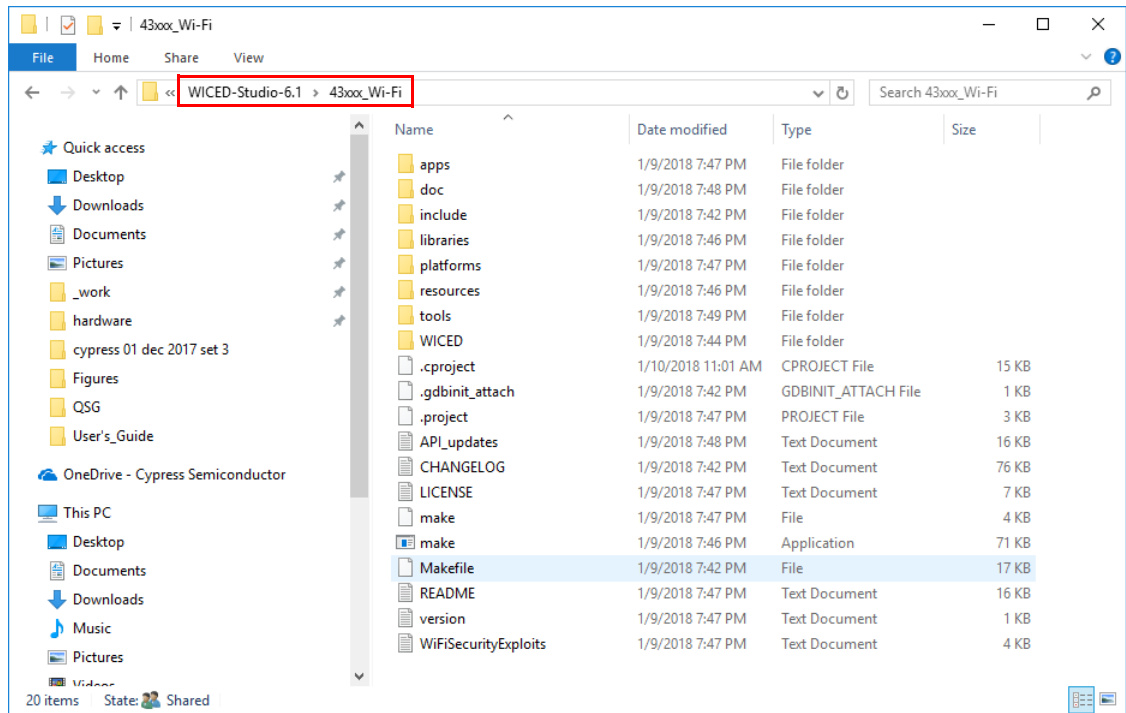 43xxx_Wi-Fi
File Home Share View
« WICED-Studio-6.1 › 43xxx_Wi-Fi
Search 43xxx_Wi-Fi
Quick access
Desktop
Downloads
Documents
Pictures
_work
hardware
cypress 01 dec 2017 set 3
Figures
QSG
User's_Guide
OneDrive - Cypress Semiconductor
This PC
Desktop
Documents
Downloads
Music
Pictures
Videos
Name Date modified Type Size
apps 1/9/2018 7:47 PM File folder
doc 1/9/2018 7:48 PM File folder
include 1/9/2018 7:42 PM File folder
libraries 1/9/2018 7:46 PM File folder
platforms 1/9/2018 7:47 PM File folder
resources 1/9/2018 7:46 PM File folder
tools 1/9/2018 7:49 PM File folder
WICED 1/9/2018 7:44 PM File folder
.cproject 1/10/2018 11:01 AM CPROJECT File 15 KB
.gdbinit_attach 1/9/2018 7:42 PM GDBINIT_ATTACH File 1 KB
.project 1/9/2018 7:47 PM PROJECT File 3 KB
API_updates 1/9/2018 7:48 PM Text Document 16 KB
CHANGELOG 1/9/2018 7:42 PM Text Document 76 KB
LICENSE 1/9/2018 7:47 PM Text Document 7 KB
make 1/9/2018 7:47 PM File 4 KB
make 1/9/2018 7:46 PM Application 71 KB
Makefile 1/9/2018 7:42 PM File 17 KB
README 1/9/2018 7:47 PM Text Document 16 KB
version 1/9/2018 7:47 PM Text Document 1 KB
WiFiSecurityExploits 1/9/2018 7:47 PM Text Document 4 KB
20 items State: Shared